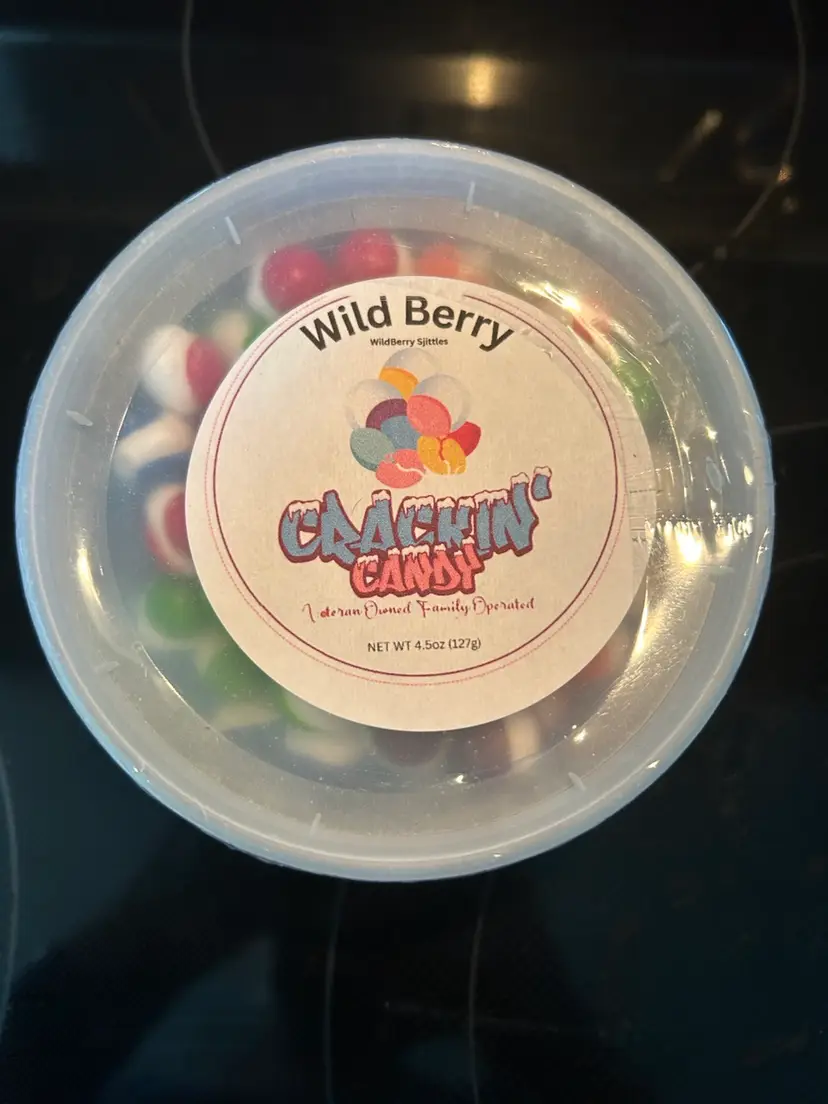 Wild Berry
WildBerry Sjittles
CRACKIN'
CANDY
Veteran Owned Family Operated
NET WT 4.5oz (127g)